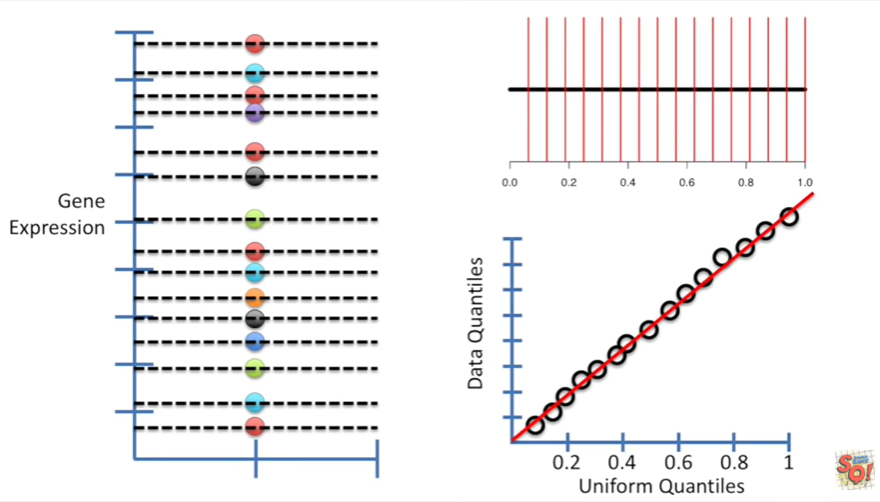 Gene
Expression
0.0 0.2 0.4 0.6 0.8 1.0
Data Quantiles
0.2 0.4 0.6 0.8 1
Uniform Quantiles
SQ!